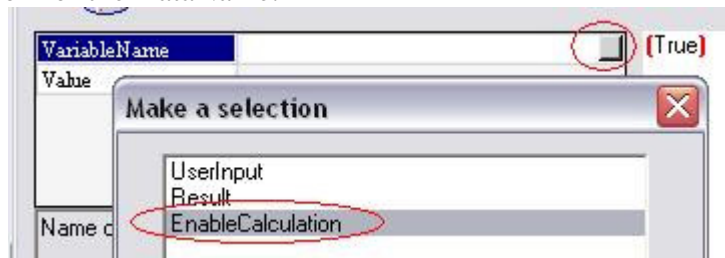 VariableName
(True)
Value
Make a selection
UserInput
Result
EnableCalculation
Name